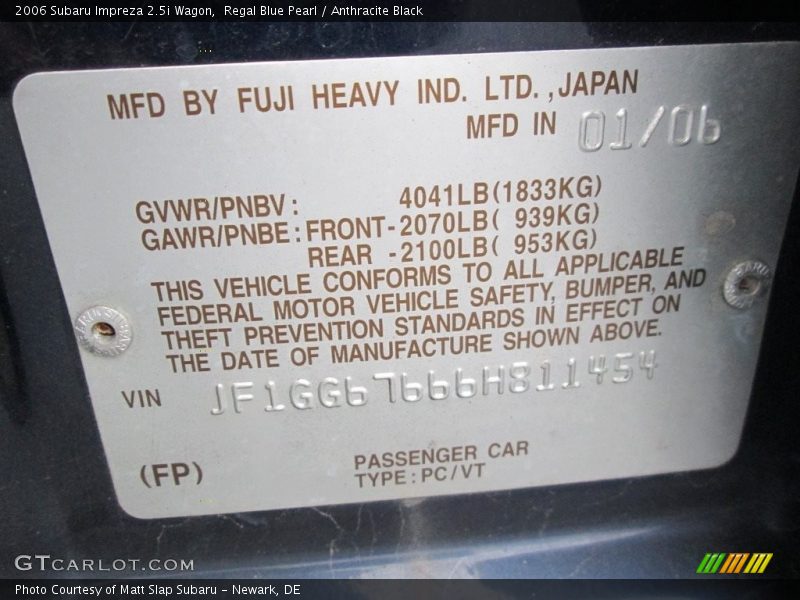 2006 Subaru Impreza 2.5i Wagon, Regal Blue Pearl / Anthracite Black
MFD BY FUJI HEAVY IND. LTD., JAPAN
MFD IN 01/06
GVWR/PNBV: 4041LB(1833KG)
GAWR/PNBE: FRONT-2070LB( 939KG)
REAR -2100LB( 953KG)
THIS VEHICLE CONFORMS TO ALL APPLICABLE
FEDERAL MOTOR VEHICLE SAFETY, BUMPER, AND
THEFT PREVENTION STANDARDS IN EFFECT ON
THE DATE OF MANUFACTURE SHOWN ABOVE.
VIN JF1GG67666H811454
(FP)
PASSENGER CAR
TYPE:PC/VT
GTCARLOT.COM
Photo Courtesy of Matt Slap Subaru - Newark, DE